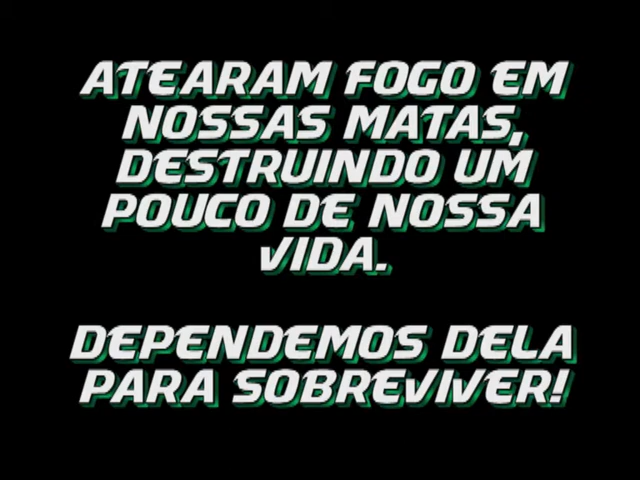 ATEARAM FOGO EM
NOSSAS MATAS,
DESTRUINDO UM
POUCO DE NOSSA
VIDA.
DEPENDEMOS DELA
PARA SOBREVIVER!